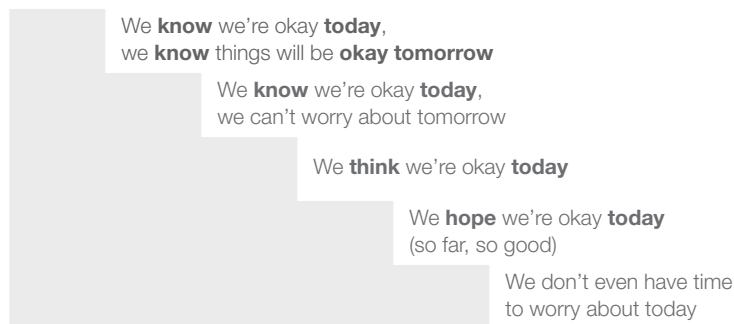 We know we’re okay today,
we know things will be okay tomorrow
We know we’re okay today,
we can’t worry about tomorrow
We think we’re okay today
We hope we’re okay today
(so far, so good)
We don’t even have time
to worry about today